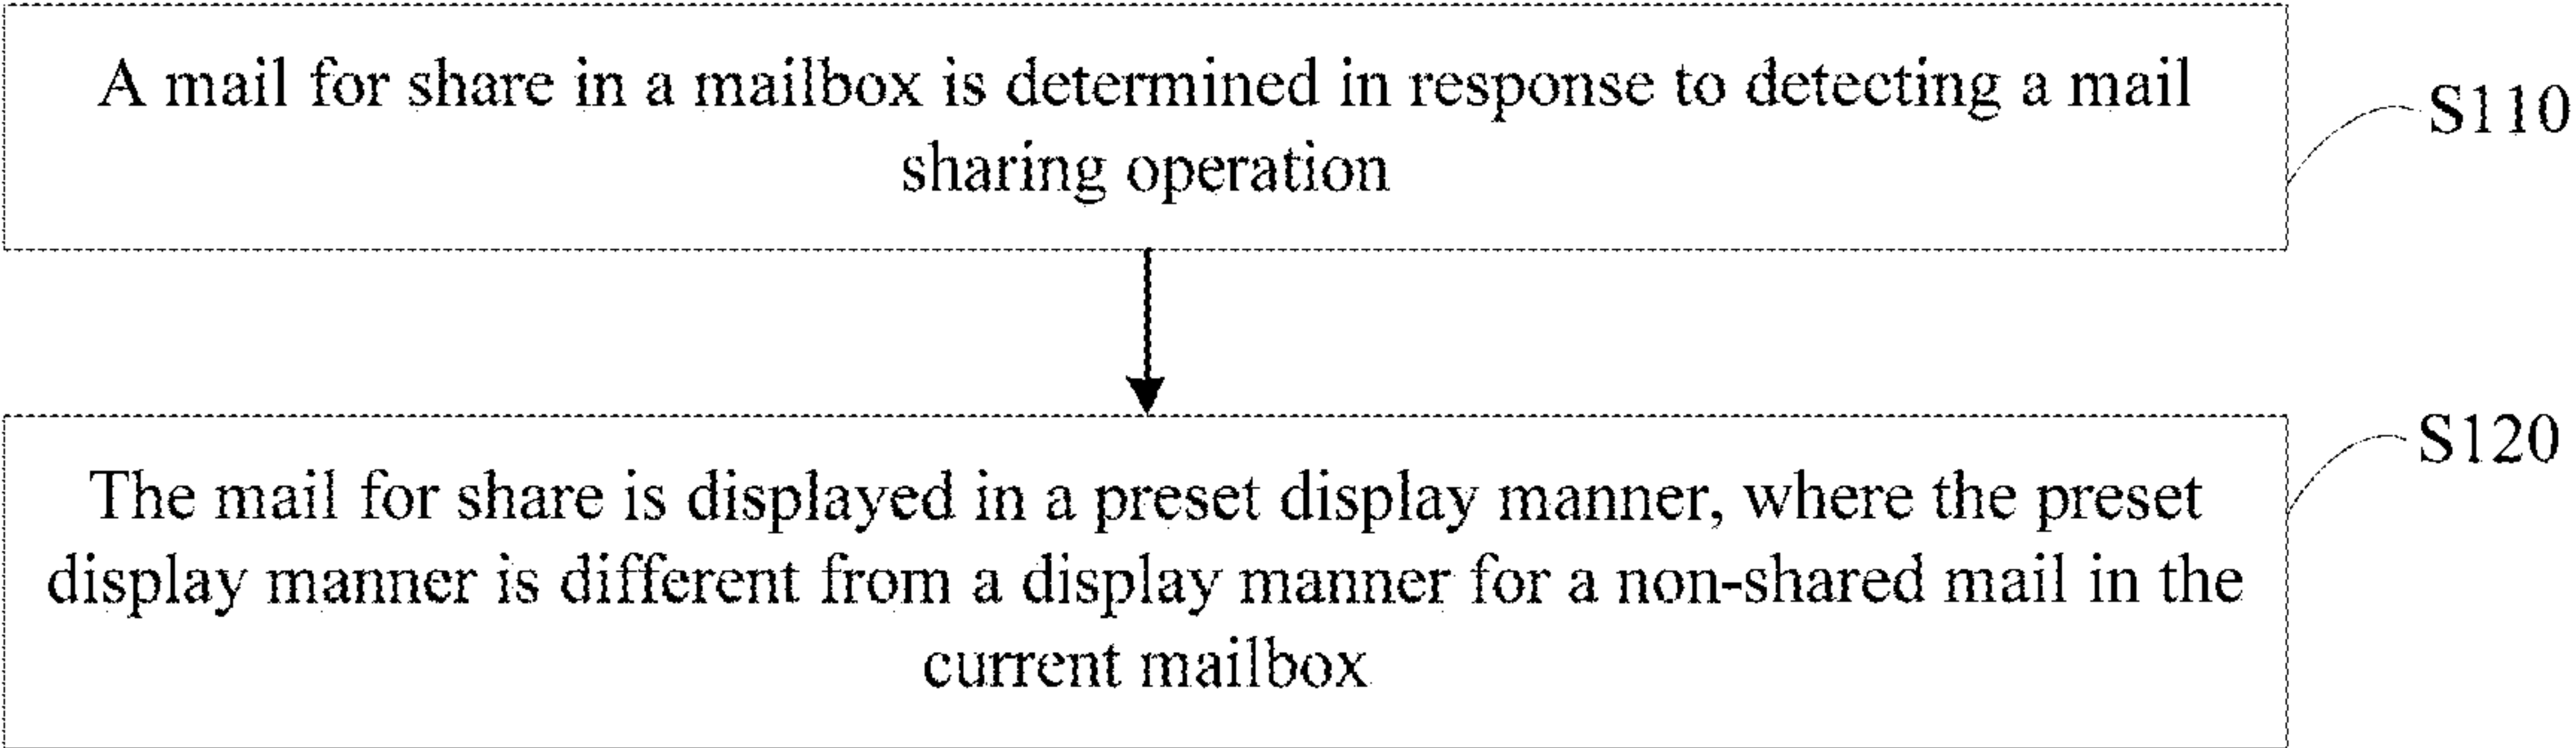 A mail for share in a mailbox is determined in response to detecting a mail
sharing operation
S110
The mail for share is displayed in a preset display manner, where the preset
display manner is different from a display manner for a non-shared mail in the
current mailbox
S120